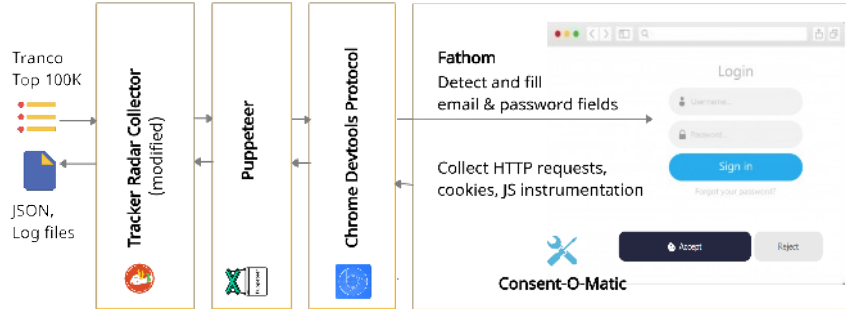 Tranco
Top 100K
JSON,
Log files
Tracker Radar Collector
(modified)
Puppeteer
Puppeteer
Chrome Devtools Protocol
Fathom
Detect and fill
email & password fields
Collect HTTP requests,
cookies, JS instrumentation
Login
Username...
Password...
Sign in
Forgot your password?
Accept
Reject
Consent-O-Matic